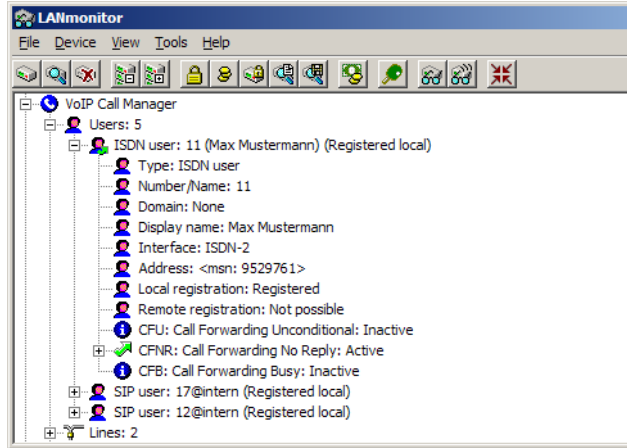 LANmonitor
File Device View Tools Help
VoIP Call Manager
Users: 5
ISDN user: 11 (Max Mustermann) (Registered local)
Type: ISDN user
Number/Name: 11
Domain: None
Display name: Max Mustermann
Interface: ISDN-2
Address: <msn: 9529761>
Local registration: Registered
Remote registration: Not possible
CFU: Call Forwarding Unconditional: Inactive
CFNR: Call Forwarding No Reply: Active
CFB: Call Forwarding Busy: Inactive
SIP user: 17@intern (Registered local)
SIP user: 12@intern (Registered local)
Lines: 2